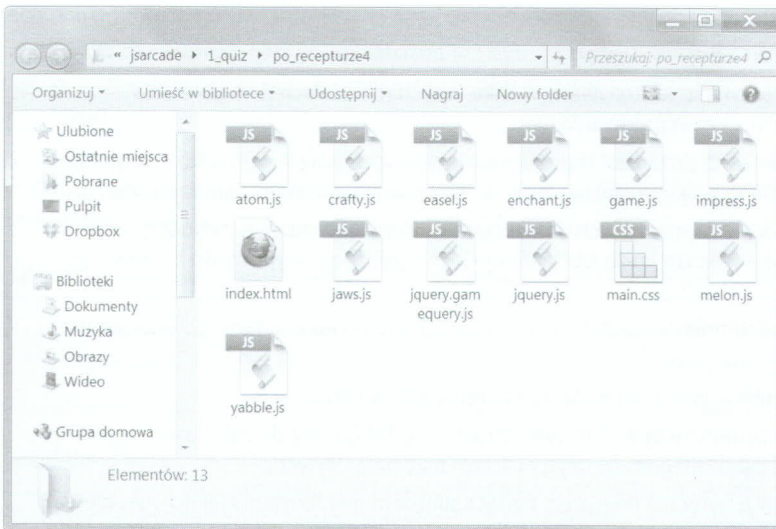 « jsarcade ▸ 1_quiz ▸ po_recepturze4
Przeszukaj: po_recepturze4
Organizuj ▾ Umieść w bibliotece ▾ Udostępnij ▾ Nagraj Nowy folder
Ulubione
Ostatnie miejsca
Pobrane
Pulpit
Dropbox
Biblioteki
Dokumenty
Muzyka
Obrazy
Wideo
Grupa domowa
JS JS JS JS JS JS
atom.js crafty.js easel.js enchant.js game.js impress.js
JS JS JS CSS JS
index.html jaws.js jquery.gam jquery.js main.css melon.js
equery.js
JS
yabble.js
Elementów: 13